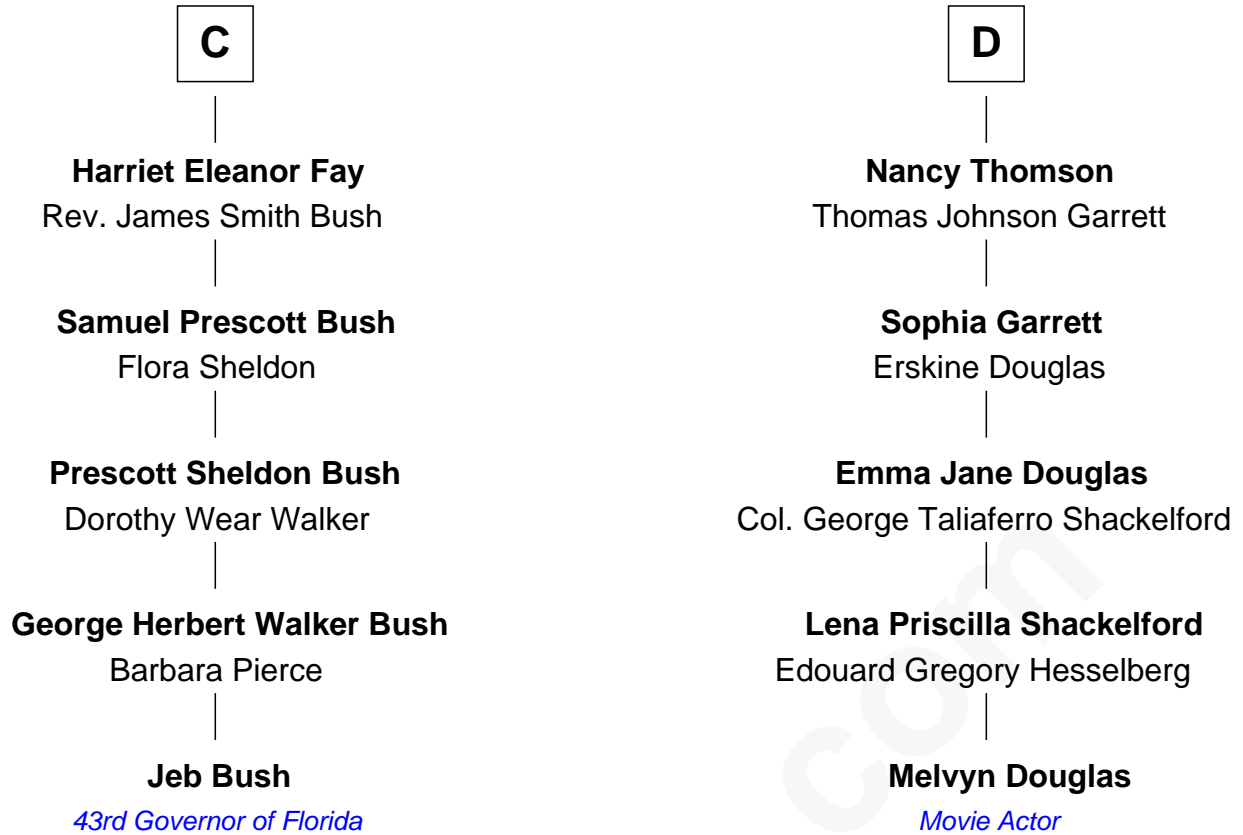 C
Harriet Eleanor Fay
Rev. James Smith Bush
Samuel Prescott Bush
Flora Sheldon
Prescott Sheldon Bush
Dorothy Wear Walker
George Herbert Walker Bush
Barbara Pierce
Jeb Bush
43rd Governor of Florida
D
Nancy Thomson
Thomas Johnson Garrett
Sophia Garrett
Erskine Douglas
Emma Jane Douglas
Col. George Taliaferro Shackelford
Lena Priscilla Shackelford
Edouard Gregory Hesselberg
Melvyn Douglas
Movie Actor
com